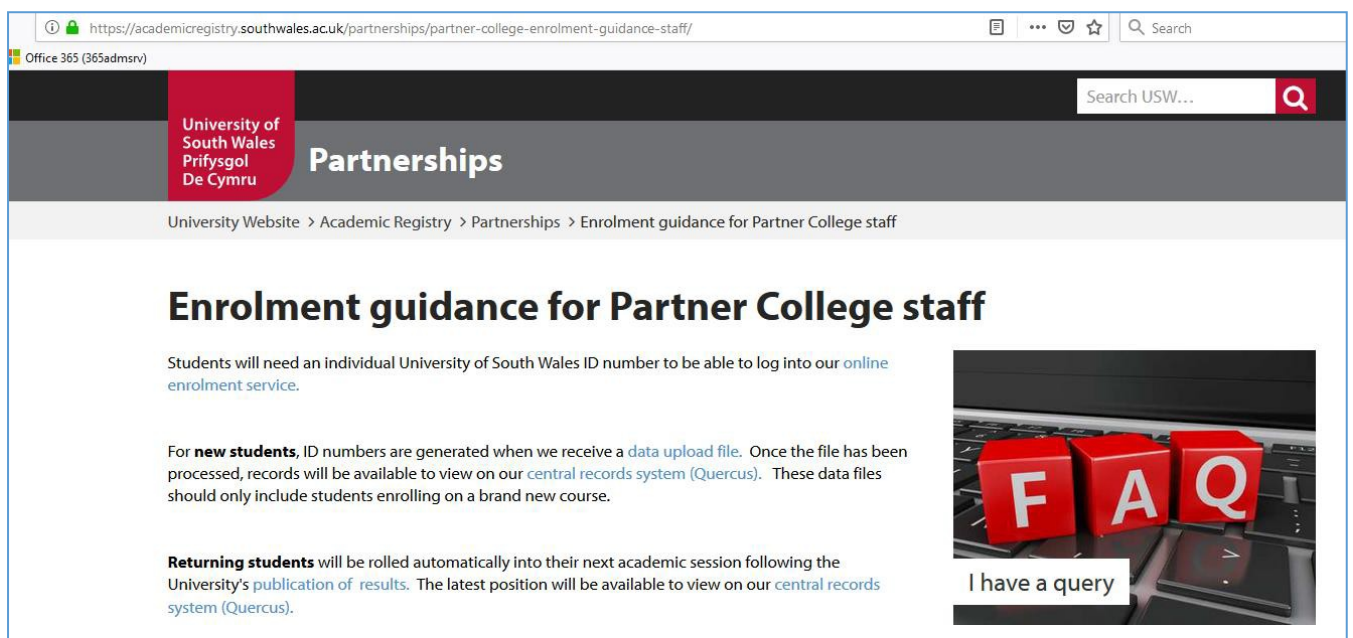 https://academicregistry.southwales.ac.uk/partnerships/partner-college-enrolment-guidance-staff/
Search
Office 365 (365admsrv)
Search USW...
University of
South Wales
Prifysgol
De Cymru
Partnerships
University Website > Academic Registry > Partnerships > Enrolment guidance for Partner College staff
Enrolment guidance for Partner College staff
Students will need an individual University of South Wales ID number to be able to log into our online
enrolment service.
For new students, ID numbers are generated when we receive a data upload file. Once the file has been
processed, records will be available to view on our central records system (Quercus). These data files
should only include students enrolling on a brand new course.
Returning students will be rolled automatically into their next academic session following the
University's publication of results. The latest position will be available to view on our central records
system (Quercus).
FAQ
I have a query